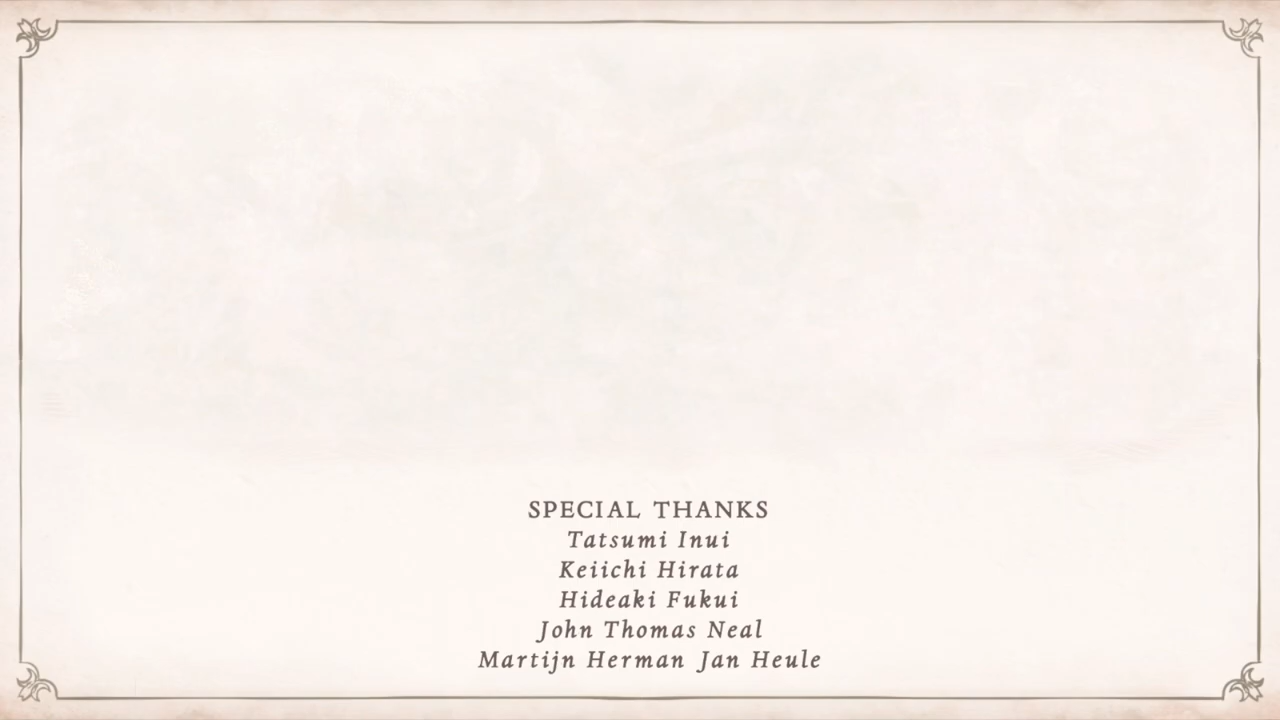 SPECIAL THANKS
Tatsumi Inui
Keiichi Hirata
Hideaki Fukui
John Thomas Neal
Martijn Herman Jan Heule